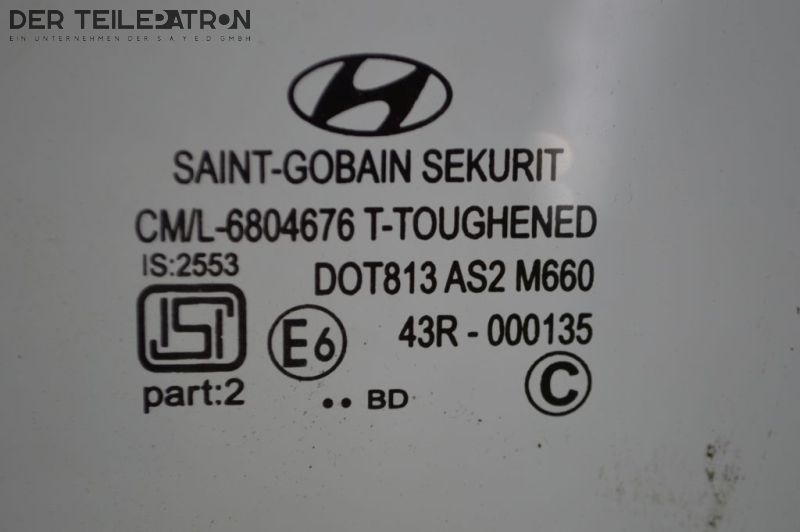 DER TEILEPATRON
EIN UNTERNEHMEN DER S A Y E D GMBH
SAINT-GOBAIN SEKURIT
CM/L-6804676 T-TOUGHENED
IS:2553
DOT813 AS2 M660
ISI
E6
43R - 000135
part:2
•• BD
C